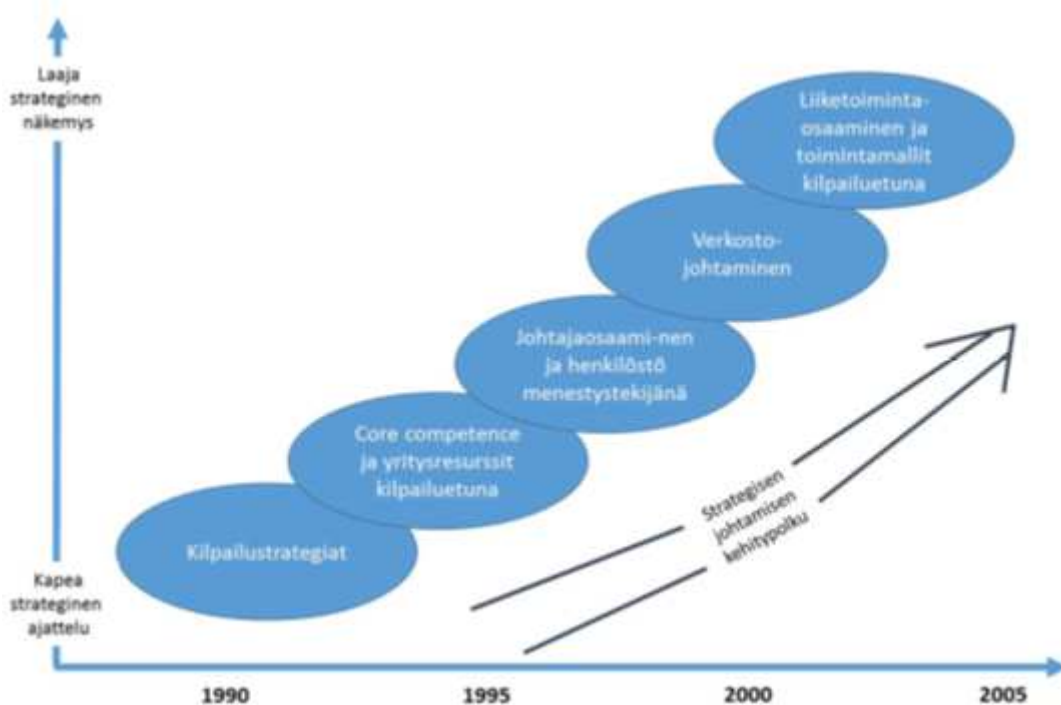 Laaja
strateginen
näkemys
Liiketoiminta-
osaaminen ja
toimintamallit
kilpailuetuna
Verkosto-
johtaminen
Johtajaosaami-nen
ja henkilöstö
menestystekijänä
Core competence
ja yritysresurssit
kilpailuetuna
Kilpailustrategiat
Strategisen
johtamisen
kehitypolku
Kapea
strateginen
ajattelu
1990
1995
2000
2005